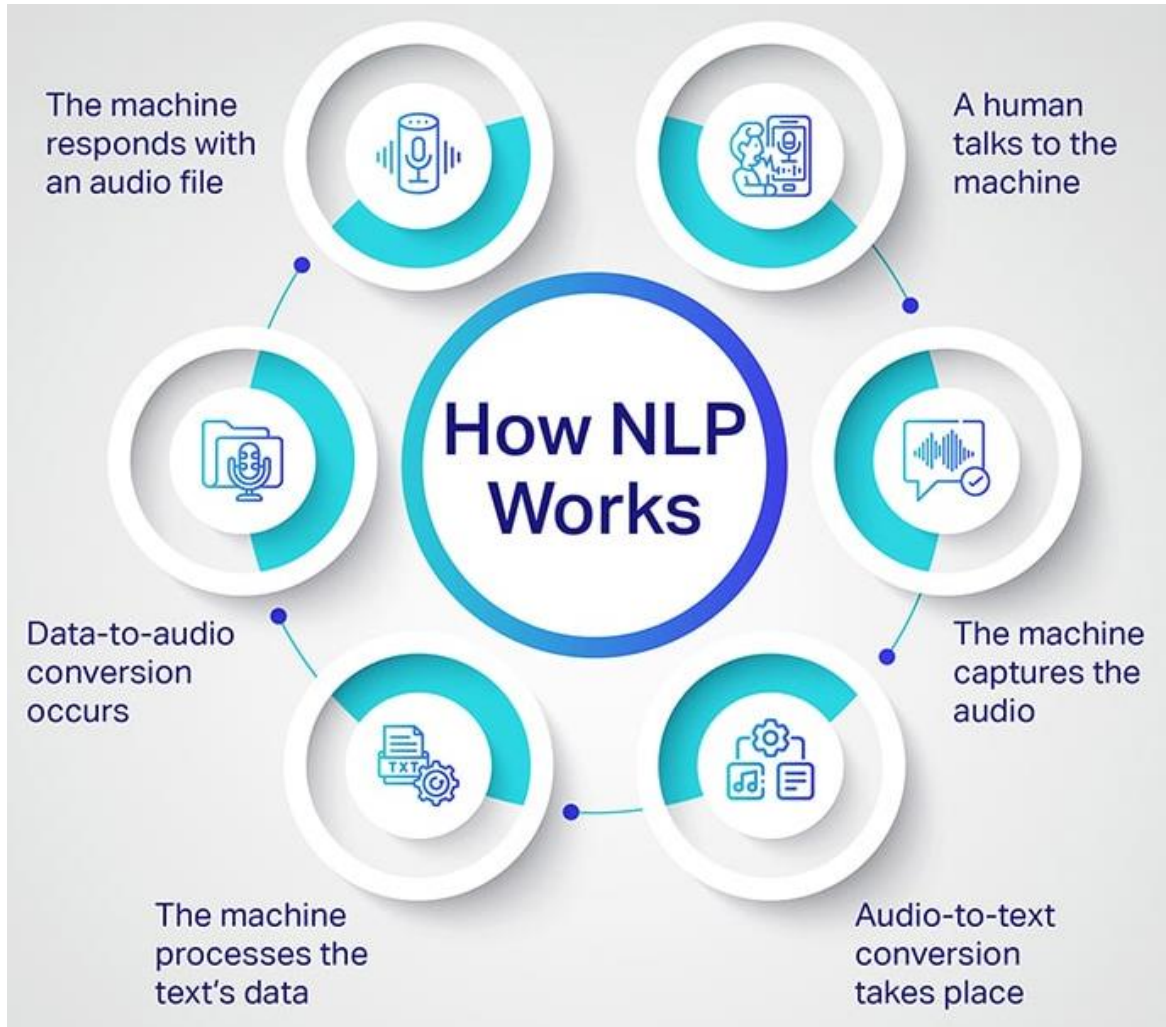 How NLP
Works
A human
talks to the
machine
The machine
captures the
audio
Audio-to-text
conversion
takes place
The machine
processes the
text's data
TXT
Data-to-audio
conversion
occurs
The machine
responds with
an audio file